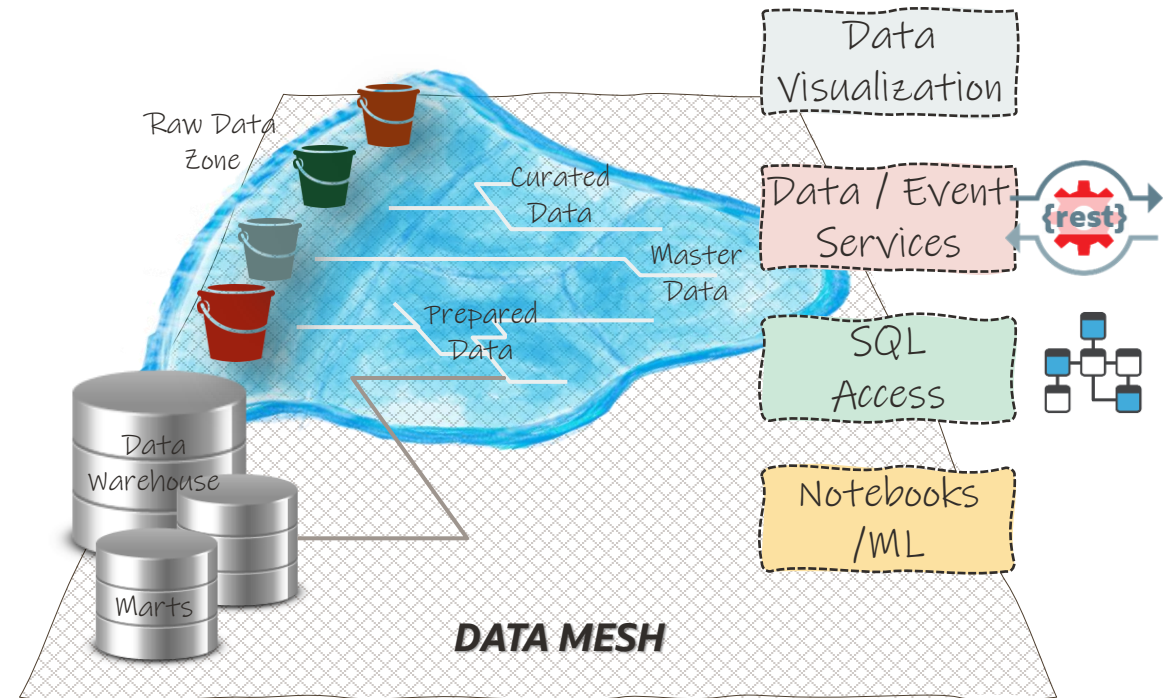 Data
Visualization
Raw Data
Zone
Curated
Data
Data / Event
Services
{rest}
Master
Data
Prepared
Data
SQL
Access
Data
Warehouse
Notebooks
/ML
Marts
DATA MESH